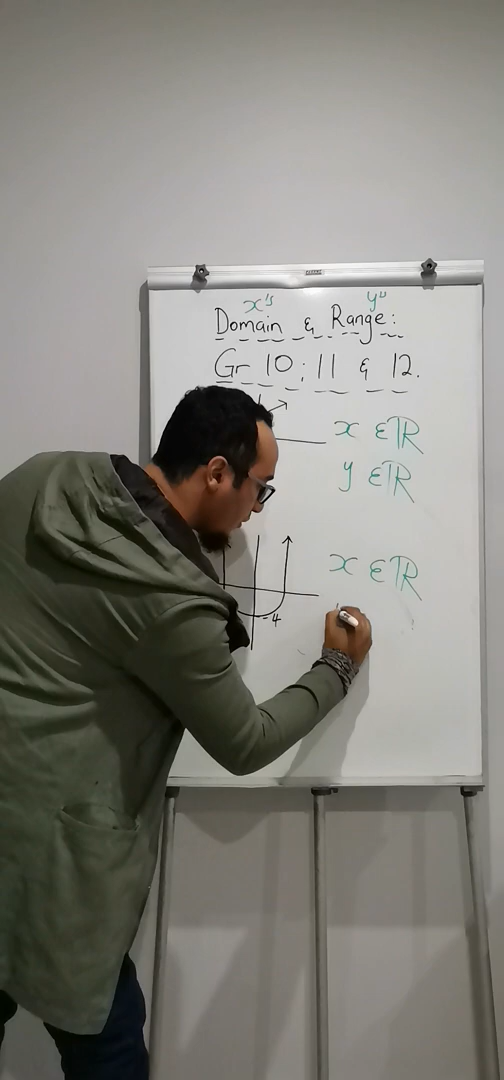 x's y's
Domain & Range:
Gr 10 ; 11 & 12.
x ∈ ℝ
y ∈ ℝ
x ∈ ℝ
-4